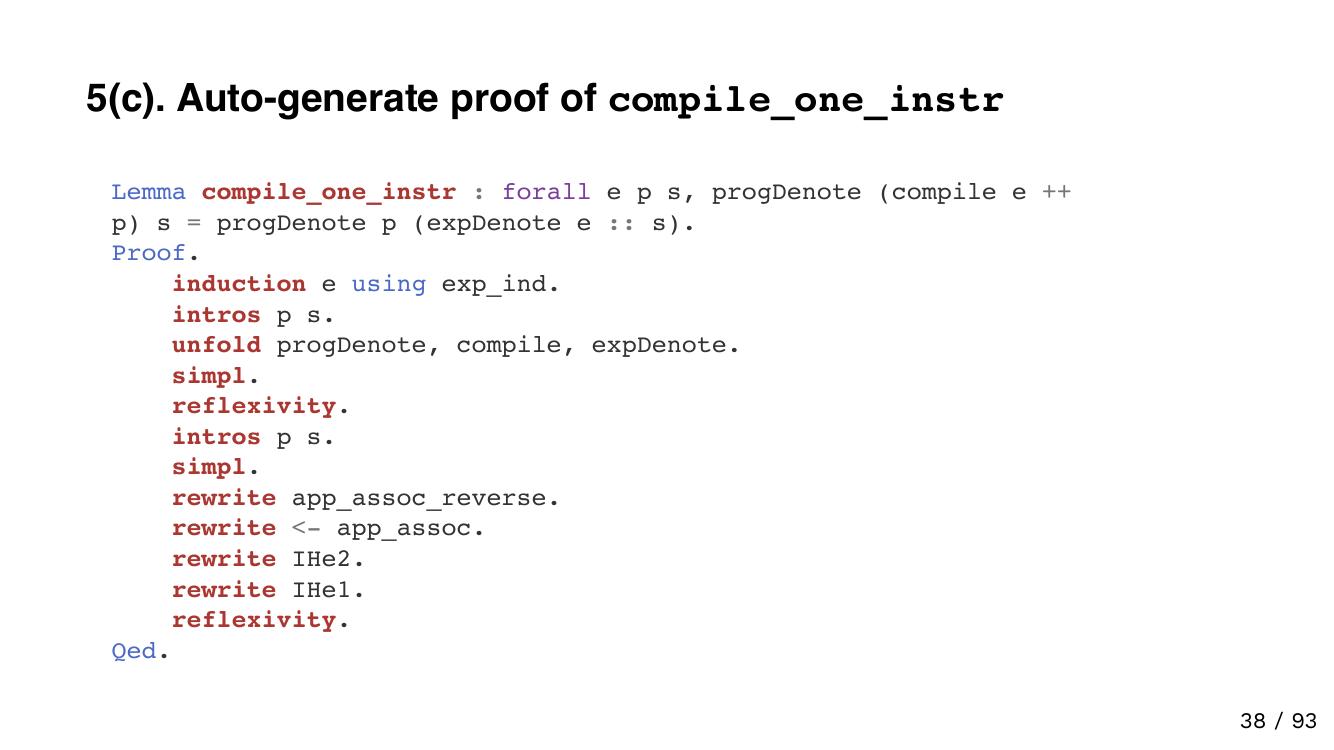 5(c). Auto-generate proof of compile_one_instr
Lemma compile_one_instr : forall e p s, progDenote (compile e ++
p) s = progDenote p (expDenote e :: s).
Proof.
    induction e using exp_ind.
    intros p s.
    unfold progDenote, compile, expDenote.
    simpl.
    reflexivity.
    intros p s.
    simpl.
    rewrite app_assoc_reverse.
    rewrite <- app_assoc.
    rewrite IHe2.
    rewrite IHe1.
    reflexivity.
Qed.
38 / 93